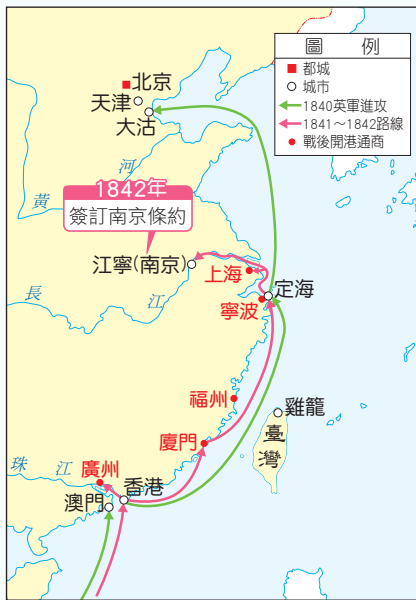 圖 例
都城
城市
1840英軍進攻
1841～1842路線
戰後開港通商
北京
天津
大沽
黃
河
1842年
簽訂南京條約
江寧(南京)
上海
定海
寧波
長
江
福州
雞籠
臺灣
廈門
珠
江
廣州
香港
澳門